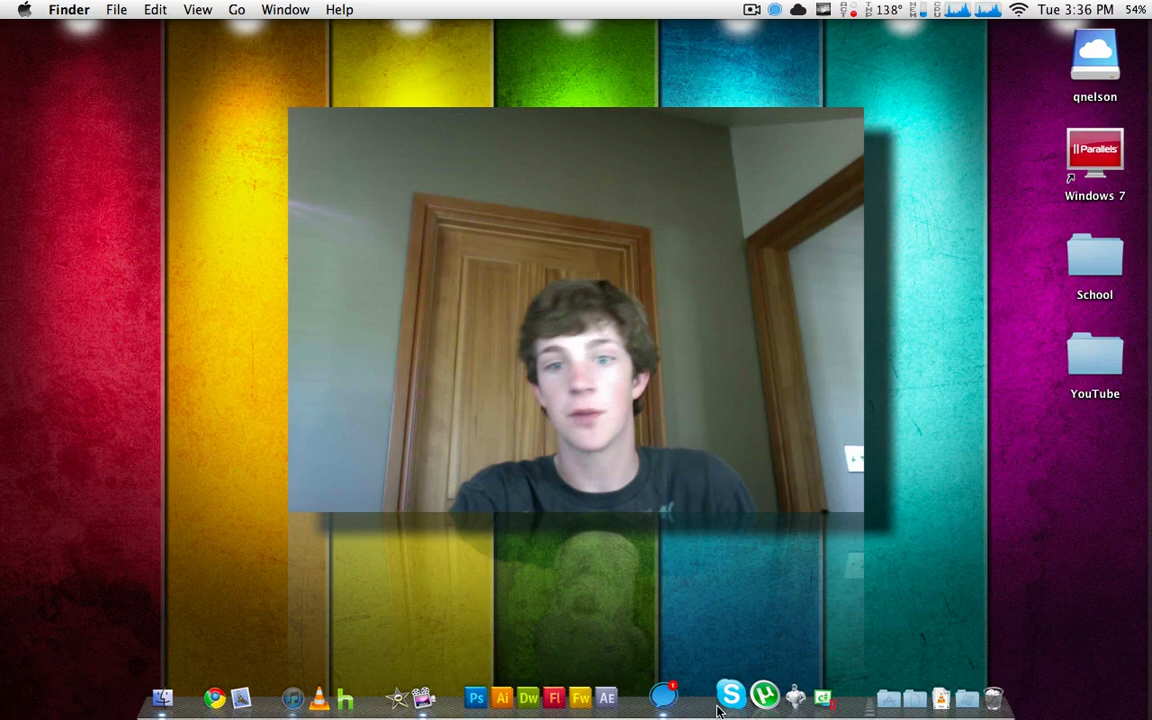 Finder File Edit View Go Window Help
138° Tue 3:36 PM 54%
qnelson
|| Parallels
Windows 7
School
YouTube
Ps Ai Dw Fl Fw AE